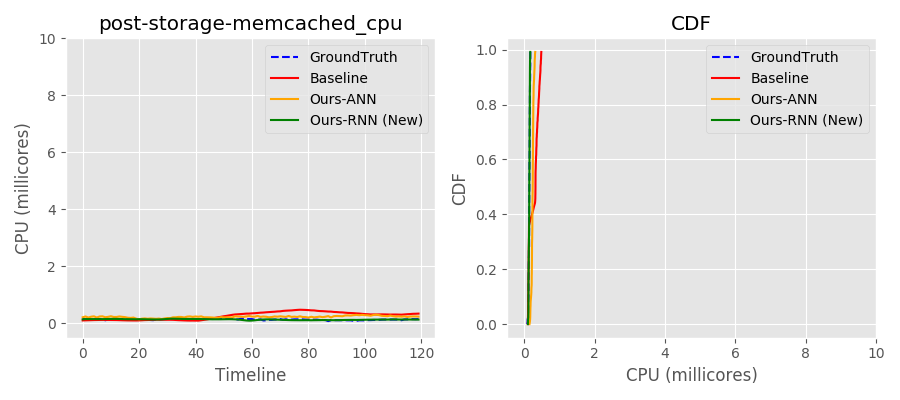 post-storage-memcached_cpu
CPU (millicores)
10
8
6
4
2
0
0 20 40 60 80 100 120
Timeline
GroundTruth
Baseline
Ours-ANN
Ours-RNN (New)
CDF
CDF
1.0
0.8
0.6
0.4
0.2
0.0
0 2 4 6 8 10
CPU (millicores)
GroundTruth
Baseline
Ours-ANN
Ours-RNN (New)